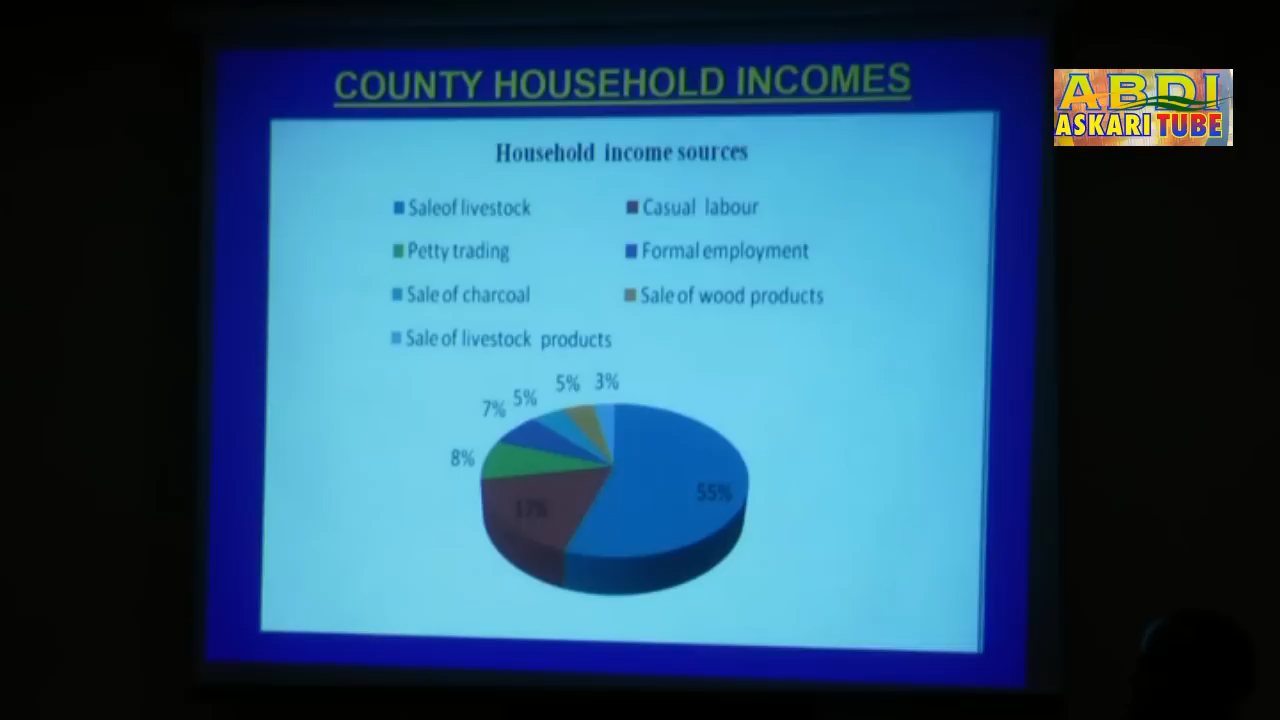 COUNTY HOUSEHOLD INCOMES
ABDI
ASKARI TUBE
Household income sources
Saleof livestock
Casual labour
Petty trading
Formal employment
Sale of charcoal
Sale of wood products
Sale of livestock products
5%
3%
7%
5%
8%
55%
17%